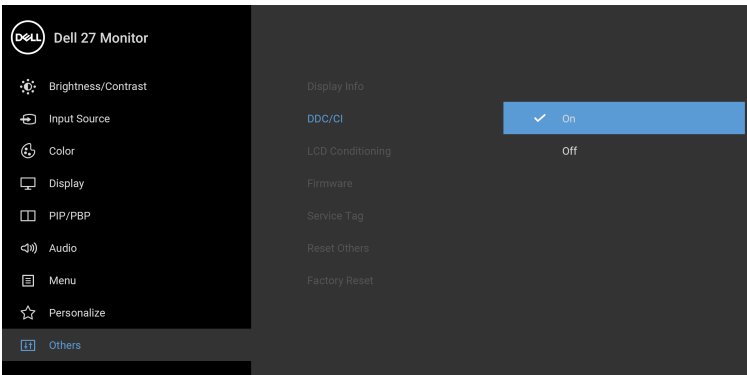 DELL
Dell 27 Monitor
Brightness/Contrast
Input Source
Color
Display
PIP/PBP
Audio
Menu
Personalize
Others
Display Info
DDC/CI
LCD Conditioning
Firmware
Service Tag
Reset Others
Factory Reset
On
Off